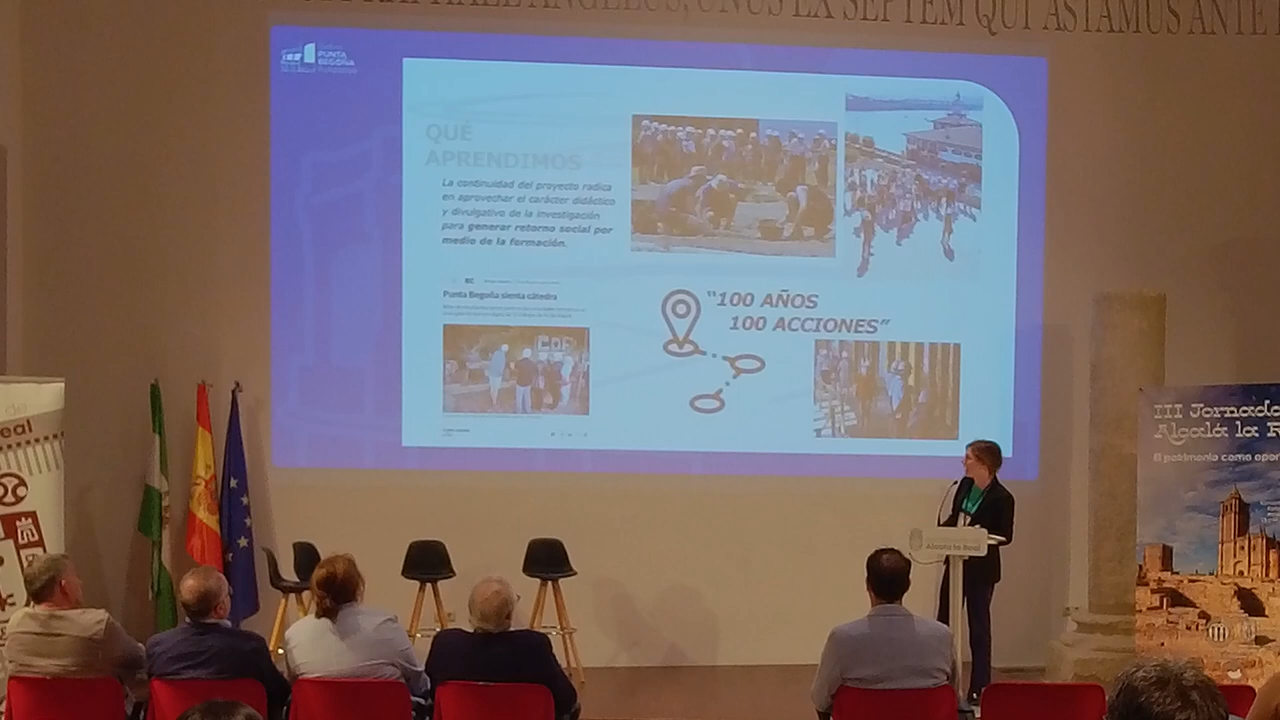 RAPHAEL ANGELUS, UNUS EX SEPTEM QUI ASTAMUS ANTE
PUNTA
BEGOÑA
QUÉ
APRENDIMOS
La continuidad del proyecto radica
en aprovechar el carácter didáctico
y divulgativo de la investigación
para generar retorno social por
medio de la formación.
Punta Begoña sienta cátedra
"100 AÑOS
100 ACCIONES"
Alcalá la Real
eal
III Jornada
Alcalá la R
El patrimonio como opor